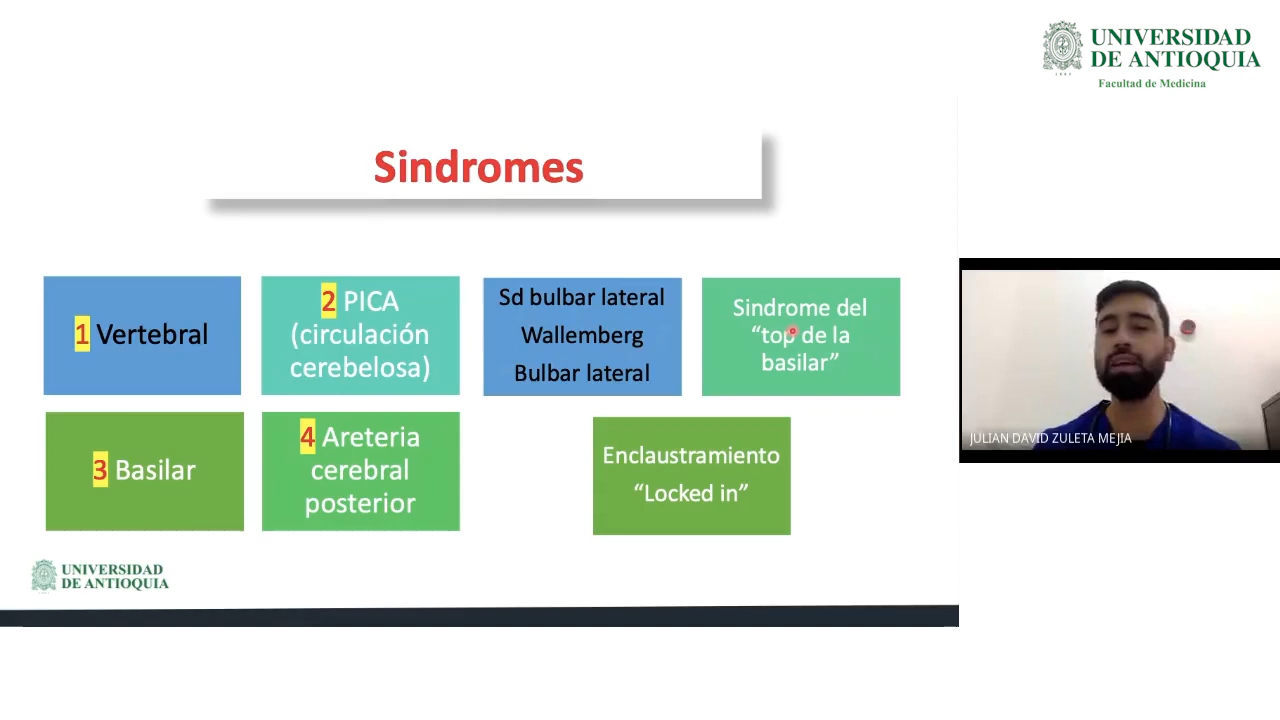 UNIVERSIDAD
DE ANTIOQUIA
Facultad de Medicina
Sindromes
1 Vertebral
2 PICA
(circulación
cerebelosa)
Sd bulbar lateral
Wallemberg
Bulbar lateral
Sindrome del
“top de la
basilar”
3 Basilar
4 Areteria
cerebral
posterior
Enclaustramiento
“Locked in”
JULIAN DAVID ZULETA MEJIA
UNIVERSIDAD
DE ANTIOQUIA